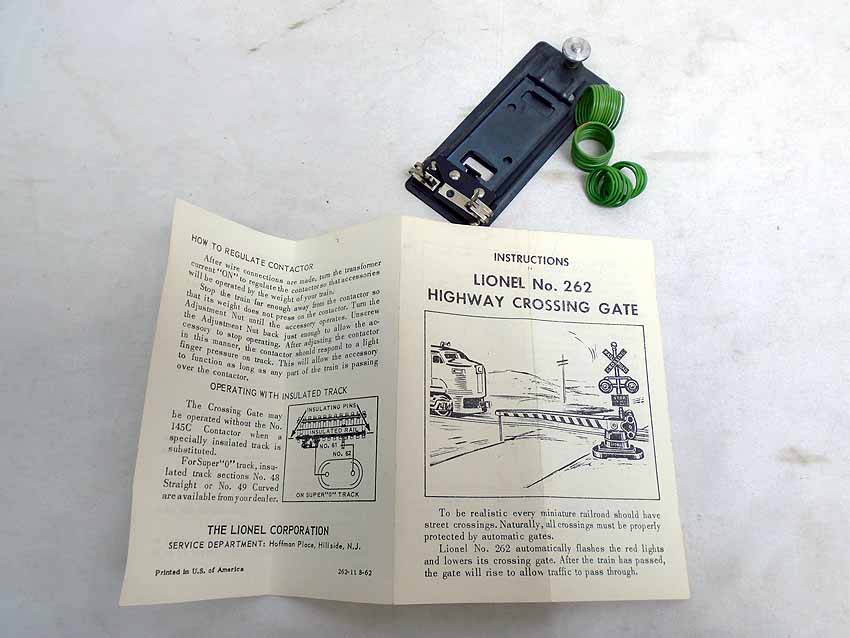 HOW TO REGULATE CONTACTOR
After wire connections are made, turn the transformer
current "ON" to regulate the contactor so that accessories
will be operated by the weight of your train.
Stop the train far enough away from the contactor so
that its weight does not press on the contactor. Turn the
Adjustment Nut until the accessory operates. Unscrew
the Adjustment Nut back just enough to allow the ac-
cessory to stop operating. After adjusting the contactor
in this manner, the contactor should respond to a light
finger pressure on track. This will allow the accessory
to function as long as any part of the train is passing
over the contactor.
OPERATING WITH INSULATED TRACK
The Crossing Gate may
be operated without the No.
145C Contactor when a
specially insulated track is
substituted.
For Super "0" track, insu-
lated track sections No. 48
Straight or No. 49 Curved
are available from your dealer.
INSULATING PINS
INSULATED RAIL
NO. 61
NO. 62
ON SUPER "0" TRACK
THE LIONEL CORPORATION
SERVICE DEPARTMENT: Hoffman Place, Hillside, N.J.
Printed in U.S. of America
262-11 8-62
INSTRUCTIONS
LIONEL No. 262
HIGHWAY CROSSING GATE
To be realistic every miniature railroad should have
street crossings. Naturally, all crossings must be properly
protected by automatic gates.
Lionel No. 262 automatically flashes the red lights
and lowers its crossing gate. After the train has passed,
the gate will rise to allow traffic to pass through.